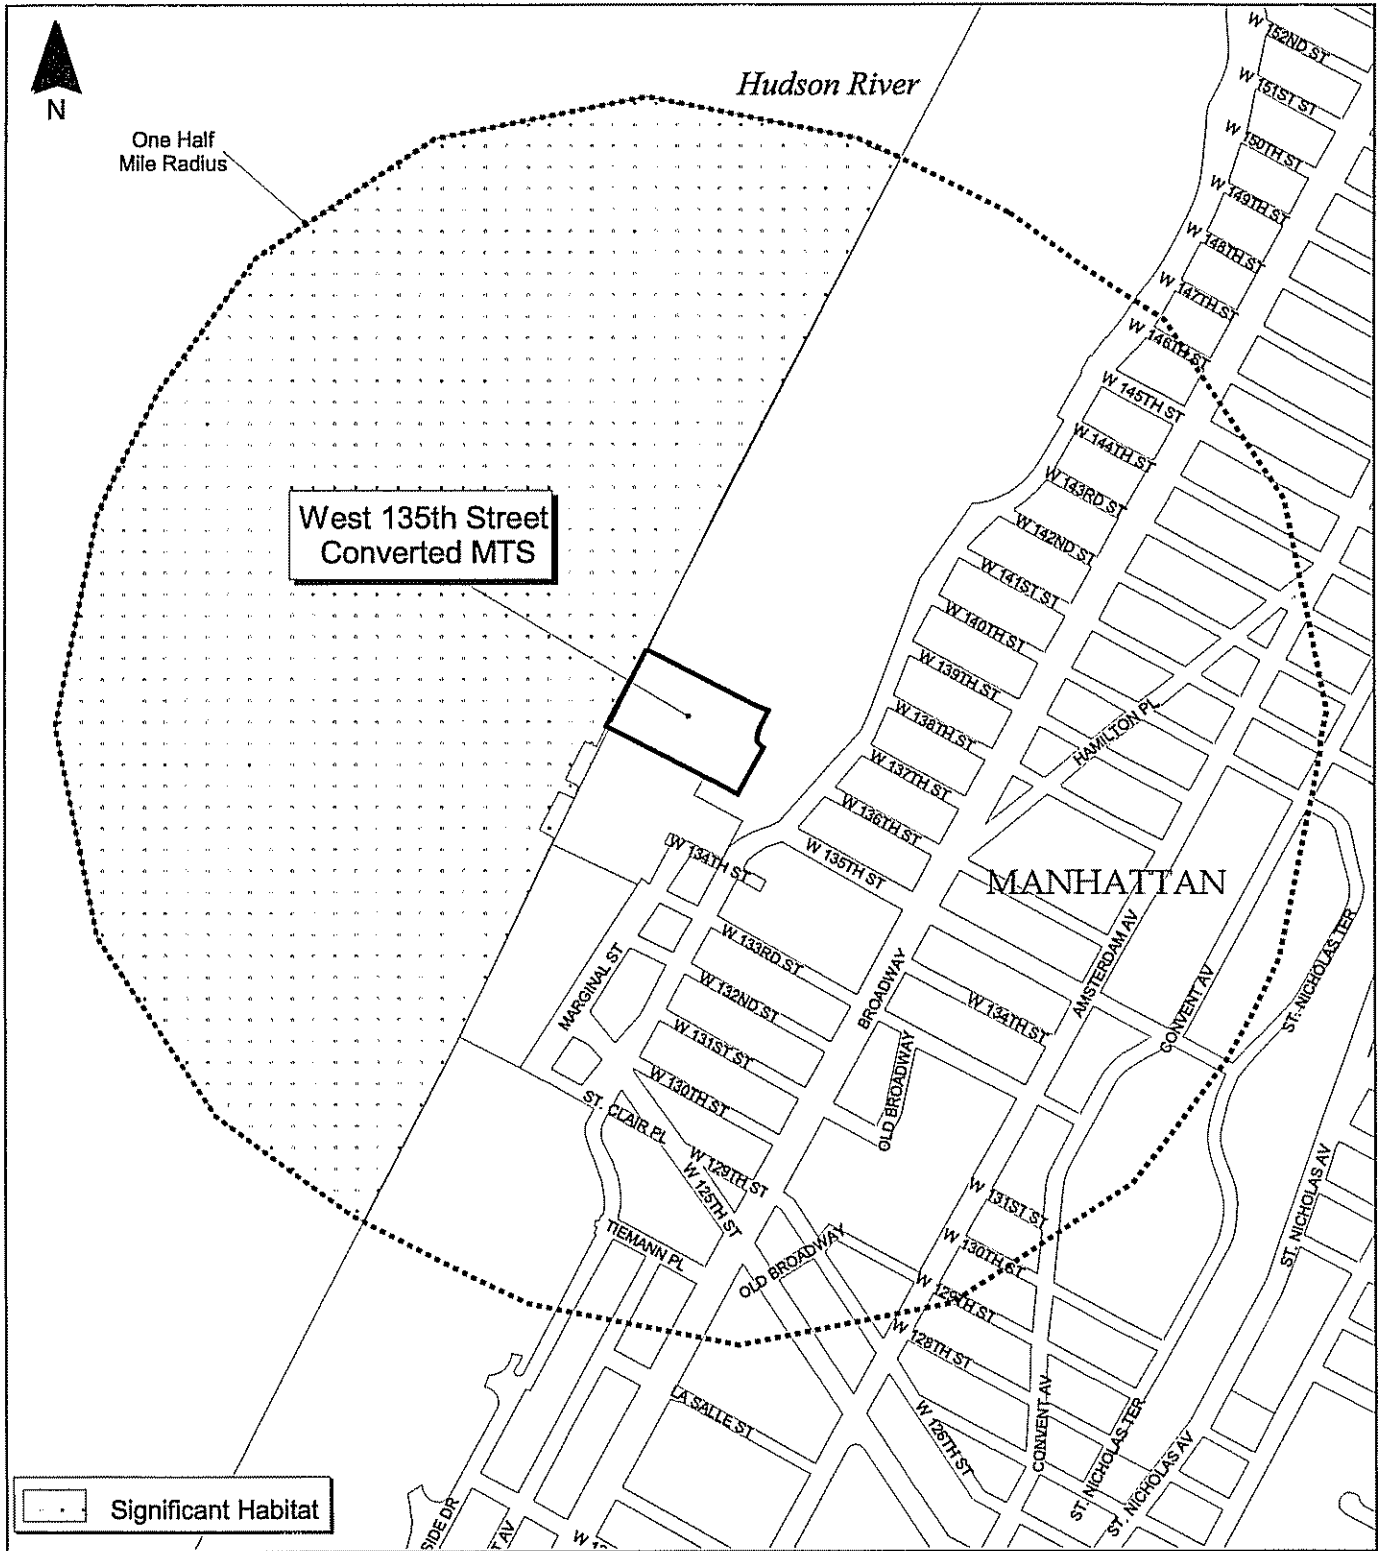 N
One Half
Mile Radius
Hudson River
W 152ND ST
W 151ST ST
W 150TH ST
W 149TH ST
W 148TH ST
W 147TH ST
W 146TH ST
W 145TH ST
W 144TH ST
W 143RD ST
W 142ND ST
W 141ST ST
W 140TH ST
W 139TH ST
W 138TH ST
W 137TH ST
W 136TH ST
W 135TH ST
West 135th Street
Converted MTS
HAMILTON PL
MANHATTAN
W 134TH ST
W 133RD ST
W 132ND ST
W 131ST ST
W 130TH ST
W 129TH ST
W 125TH ST
MARGINAL ST
ST. CLAIR PL
TIEMANN PL
BROADWAY
OLD BROADWAY
OLD BROADWAY
W 134TH ST
AMSTERDAM AV
CONVENT AV
ST. NICHOLAS TER
W 131ST ST
W 130TH ST
W 129TH ST
W 128TH ST
W 126TH ST
ST. NICHOLAS AV
LA SALLE ST
CONVENT AV
ST. NICHOLAS TER
ST. NICHOLAS AV
SIDE DR
T AV
Significant Habitat